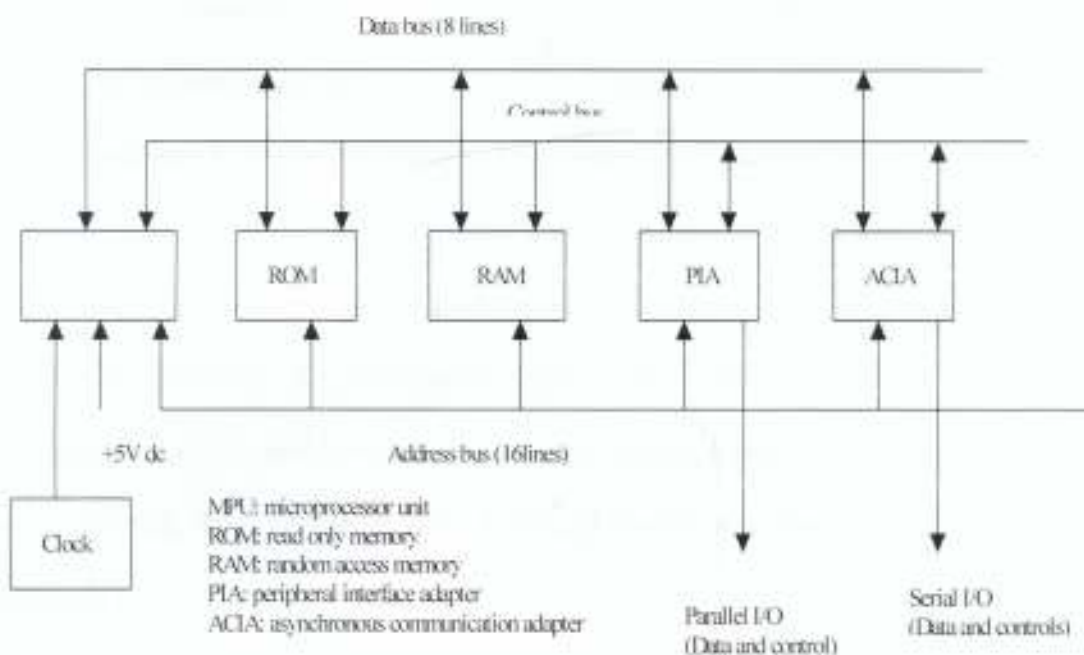 Data bus (8 lines)
Control bus
ROM
RAM
PIA
ACIA
+5V dc
Address bus (16lines)
Clock
MPU: microprocessor unit
ROM: read only memory
RAM: random access memory
PIA: peripheral interface adapter
ACIA: asynchronous communication adapter
Parallel I/O
(Data and control)
Serial I/O
(Data and controls)